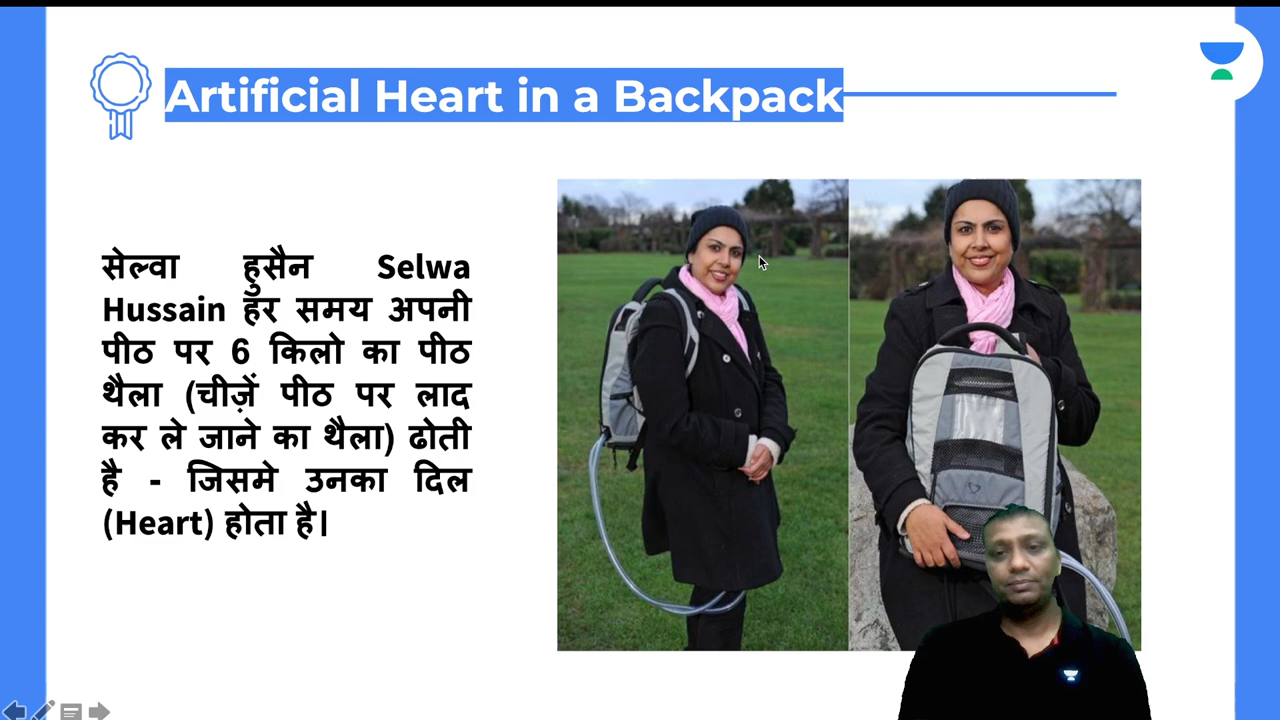 Artificial Heart in a Backpack
सेल्वा हुसैन Selwa
Hussain हर समय अपनी
पीठ पर 6 किलो का पीठ
थैला (चीज़ें पीठ पर लाद
कर ले जाने का थैला) ढोती
है - जिसमे उनका दिल
(Heart) होता है।